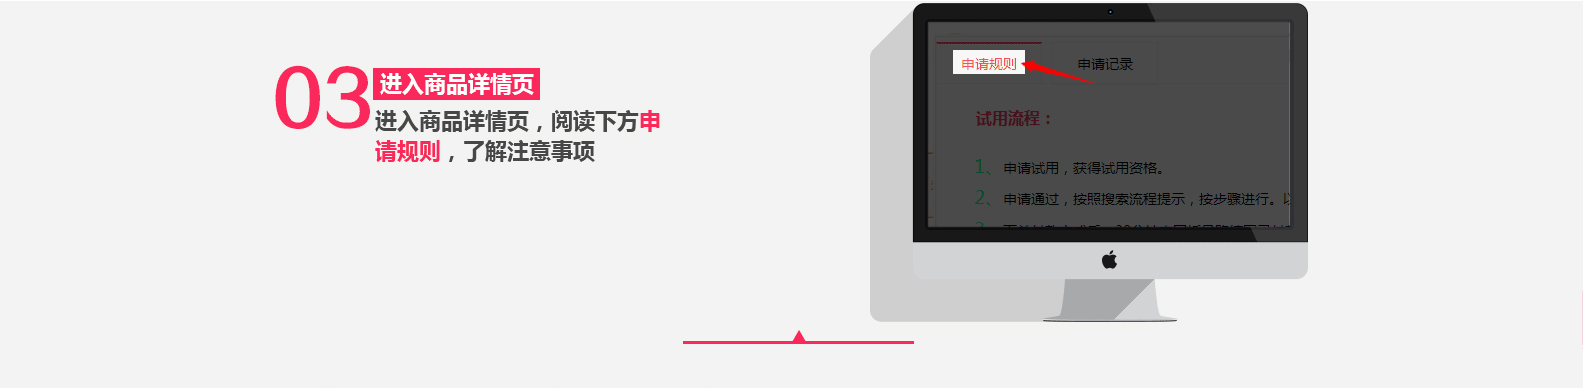 03
进入商品详情页
进入商品详情页，阅读下方申
请规则，了解注意事项
申请规则
申请记录
试用流程：
1、申请试用，获得试用资格。
2、申请通过，按照搜索流程提示，按步骤进行。以